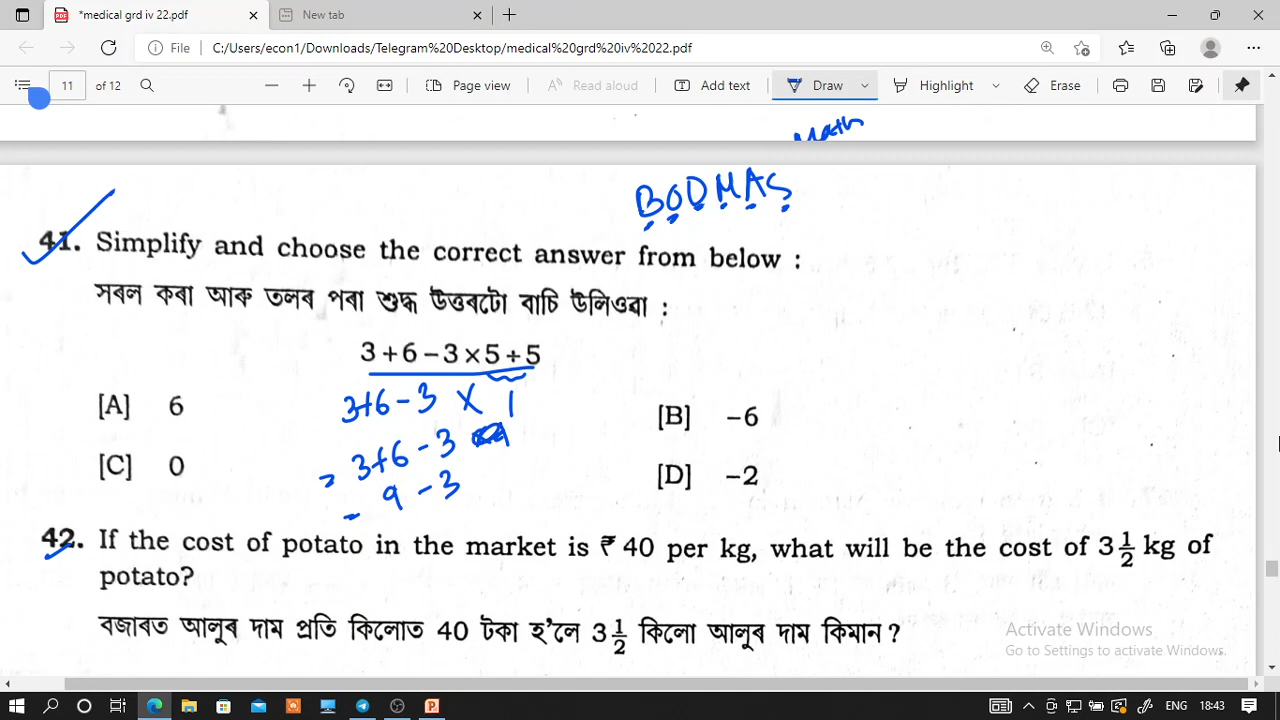 *medical grd iv 22.pdf
New tab
File C:/Users/econ1/Downloads/Telegram%20Desktop/medical%20grd%20iv%2022.pdf
11 of 12 Page view Read aloud Add text Draw Highlight Erase
Math
BODMAS
41. Simplify and choose the correct answer from below :
সৰল কৰা আৰু তলৰ পৰা শুদ্ধ উত্তৰটো বাচি উলিওৱা :
3+6−3×5÷5
[A] 6
3+6-3 × 1
[B] −6
= 3+6-3
[C] 0
[D] −2
= 9-3
42. If the cost of potato in the market is ₹ 40 per kg, what will be the cost of 3 1/2 kg of
potato?
বজাৰত আলুৰ দাম প্ৰতি কিলোত 40 টকা হ’লে 3 1/2 কিলো আলুৰ দাম কিমান ?
Activate Windows
Go to Settings to activate Windows.
ENG 18:43